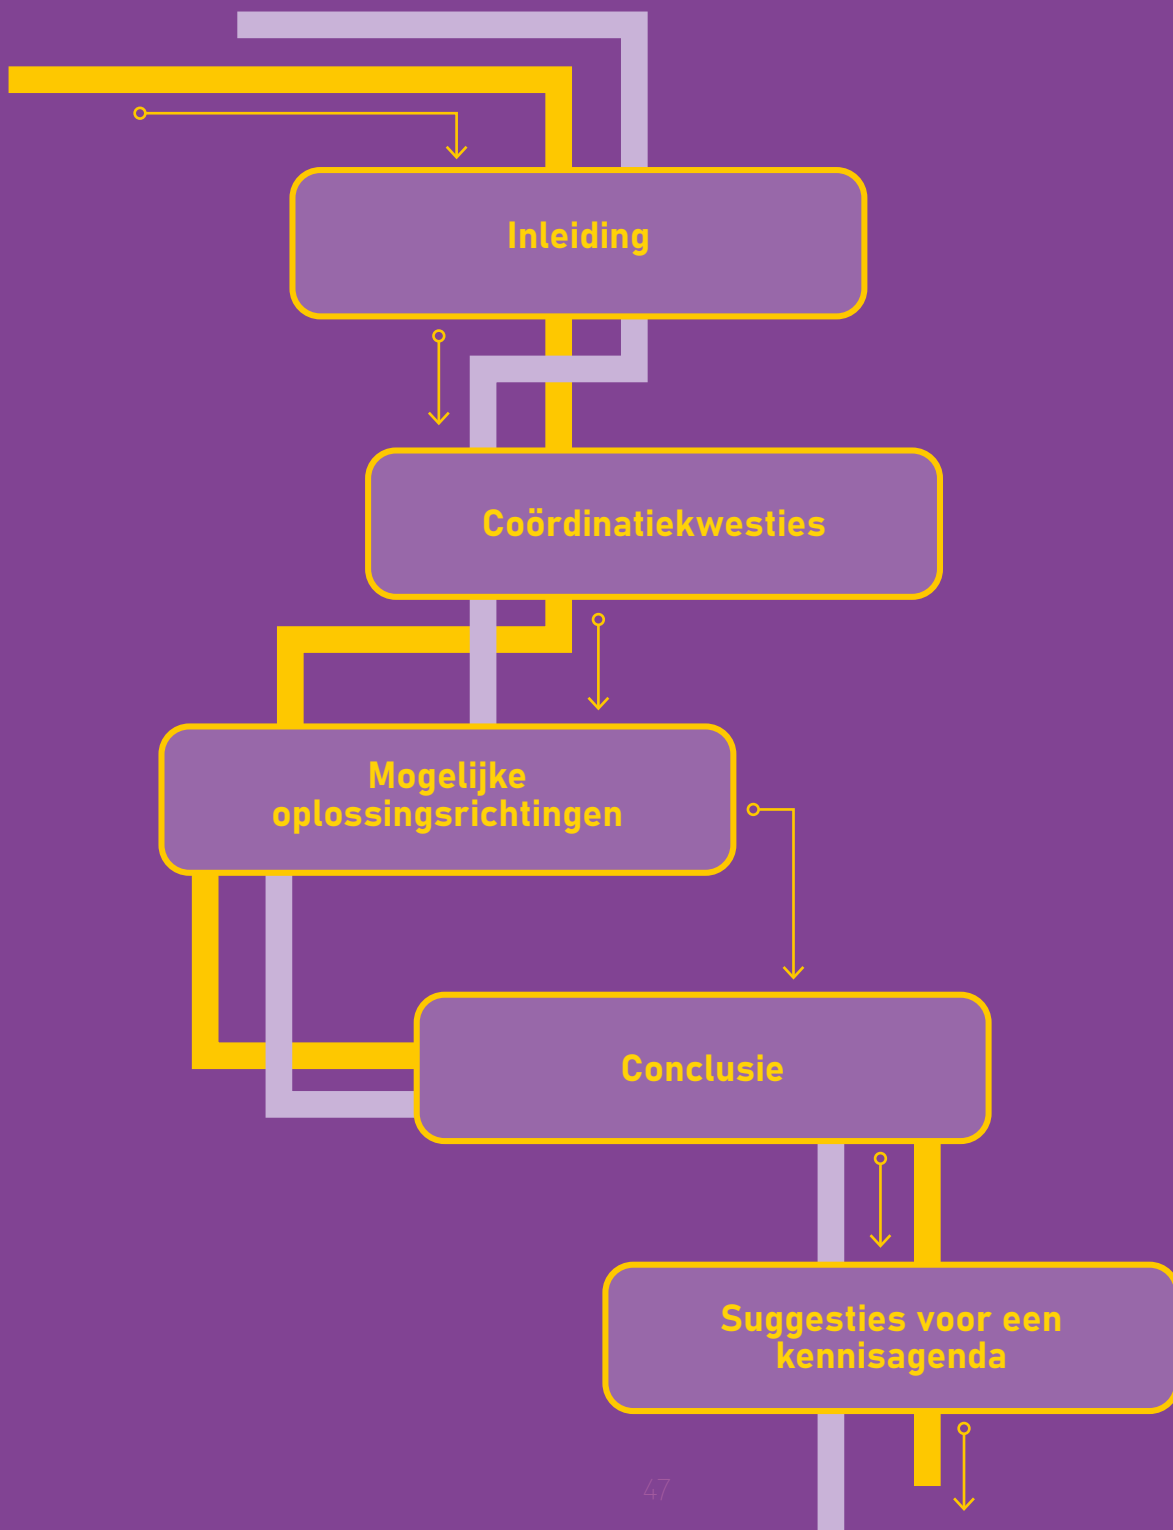 Inleiding
Coördinatiekwesties
Mogelijke
oplossingsrichtingen
Conclusie
Suggesties voor een
kennisagenda
47